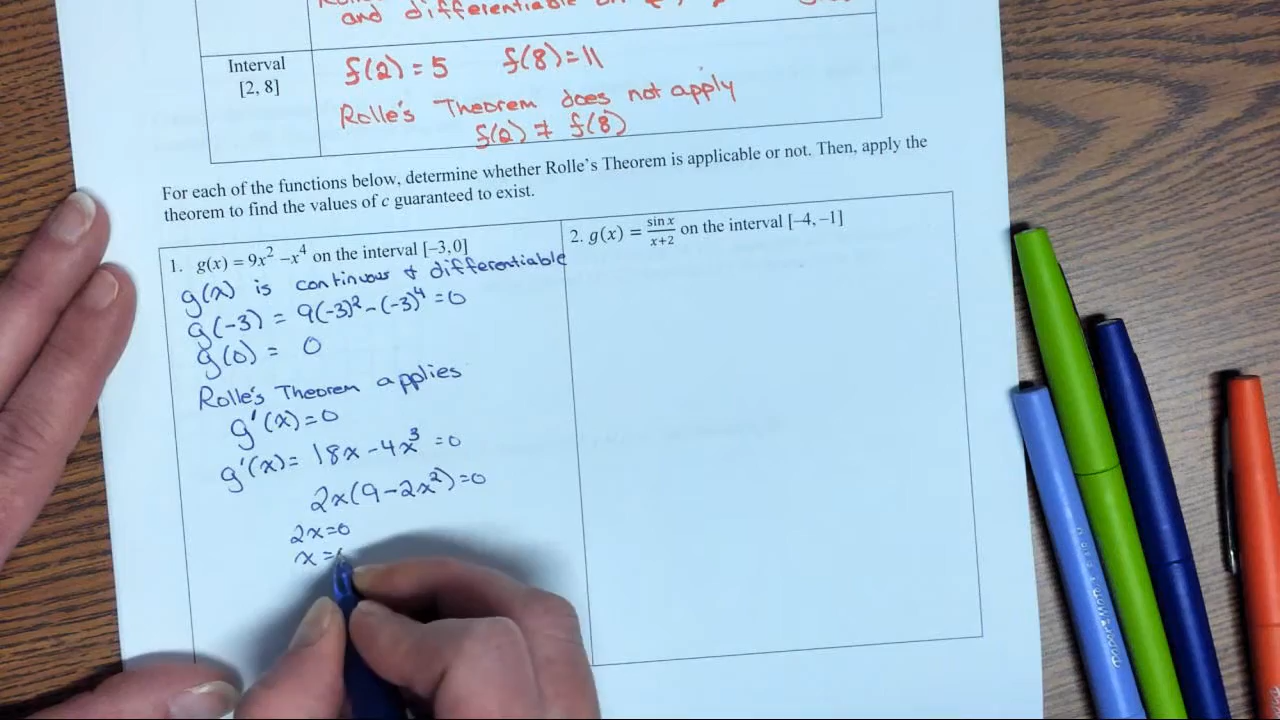 and differentiable on
Interval
[2, 8]
f(2) = 5 f(8) = 11
Rolle's Theorem does not apply
f(2) ≠ f(8)
For each of the functions below, determine whether Rolle's Theorem is applicable or not. Then, apply the
theorem to find the values of c guaranteed to exist.
1. g(x) = 9x² −x⁴ on the interval [−3,0]
g(x) is continuous & differentiable
g(-3) = 9(-3)² - (-3)⁴ = 0
g(0) = 0
Rolle's Theorem applies
g'(x) = 0
g'(x) = 18x - 4x³ = 0
2x(9 - 2x²) = 0
2x = 0
x =
2. g(x) = sin x / x+2 on the interval [−4, −1]